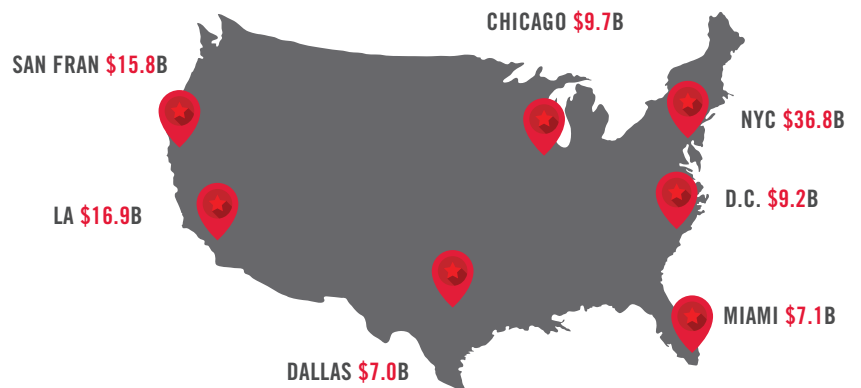 CHICAGO $9.7B
SAN FRAN $15.8B
NYC $36.8B
D.C. $9.2B
LA $16.9B
MIAMI $7.1B
DALLAS $7.0B